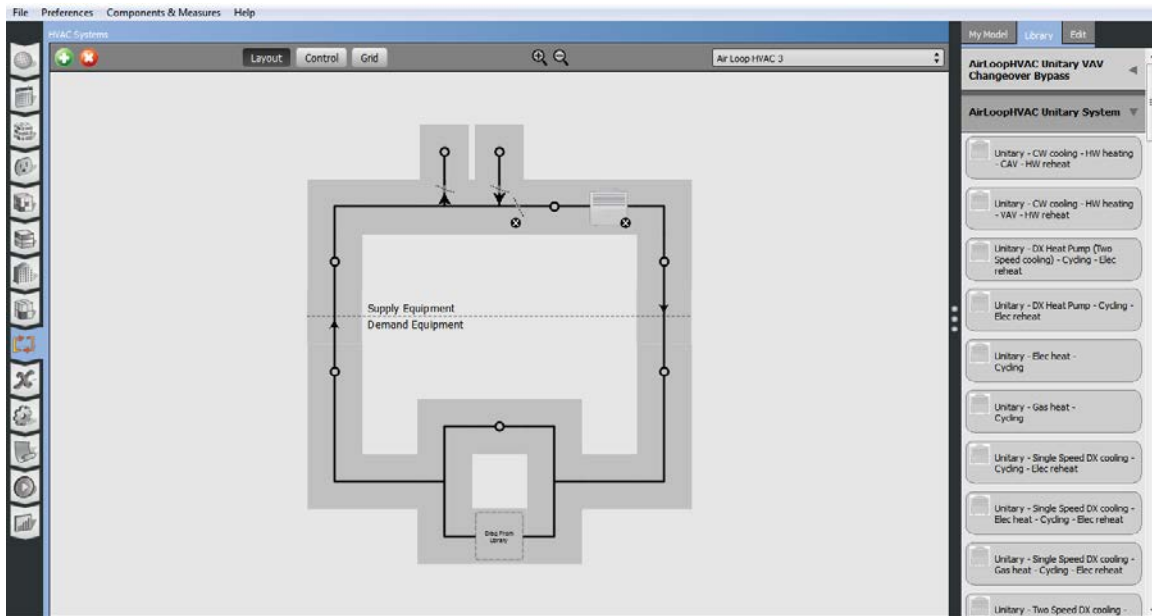 File Preferences Components & Measures Help
HVAC Systems
Layout Control Grid
Air Loop HVAC 3
My Model Library Edit
AirLoopHVAC Unitary VAV
Changeover Bypass
AirLoopHVAC Unitary System
Unitary - CW cooling - HW heating
- CAV - HW reheat
Unitary - CW cooling - HW heating
- VAV - HW reheat
Unitary - DX Heat Pump (Two
Speed cooling) - Cycling - Elec
reheat
Unitary - DX Heat Pump - Cycling -
Elec reheat
Unitary - Elec heat -
Cycling
Unitary - Gas heat -
Cycling
Unitary - Single Speed DX cooling -
Cycling - Elec reheat
Unitary - Single Speed DX cooling -
Elec heat - Cycling - Elec reheat
Unitary - Single Speed DX cooling -
Gas heat - Cycling - Elec reheat
Unitary - Two Speed DX cooling -
Supply Equipment
Demand Equipment
Drag From
Library